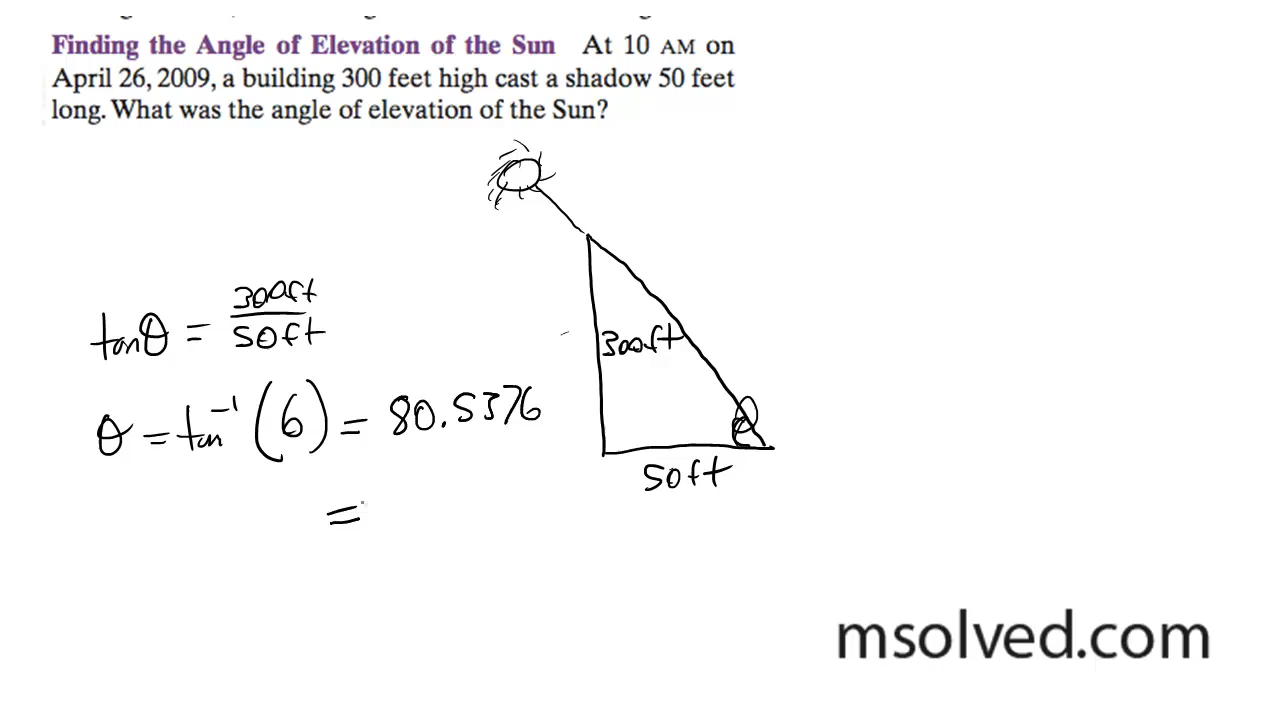 Finding the Angle of Elevation of the Sun At 10 AM on
April 26, 2009, a building 300 feet high cast a shadow 50 feet
long. What was the angle of elevation of the Sun?
tanθ = 300ft / 50ft
300ft
θ = tan⁻¹ (6) = 80.5376
θ
50ft
=
msolved.com